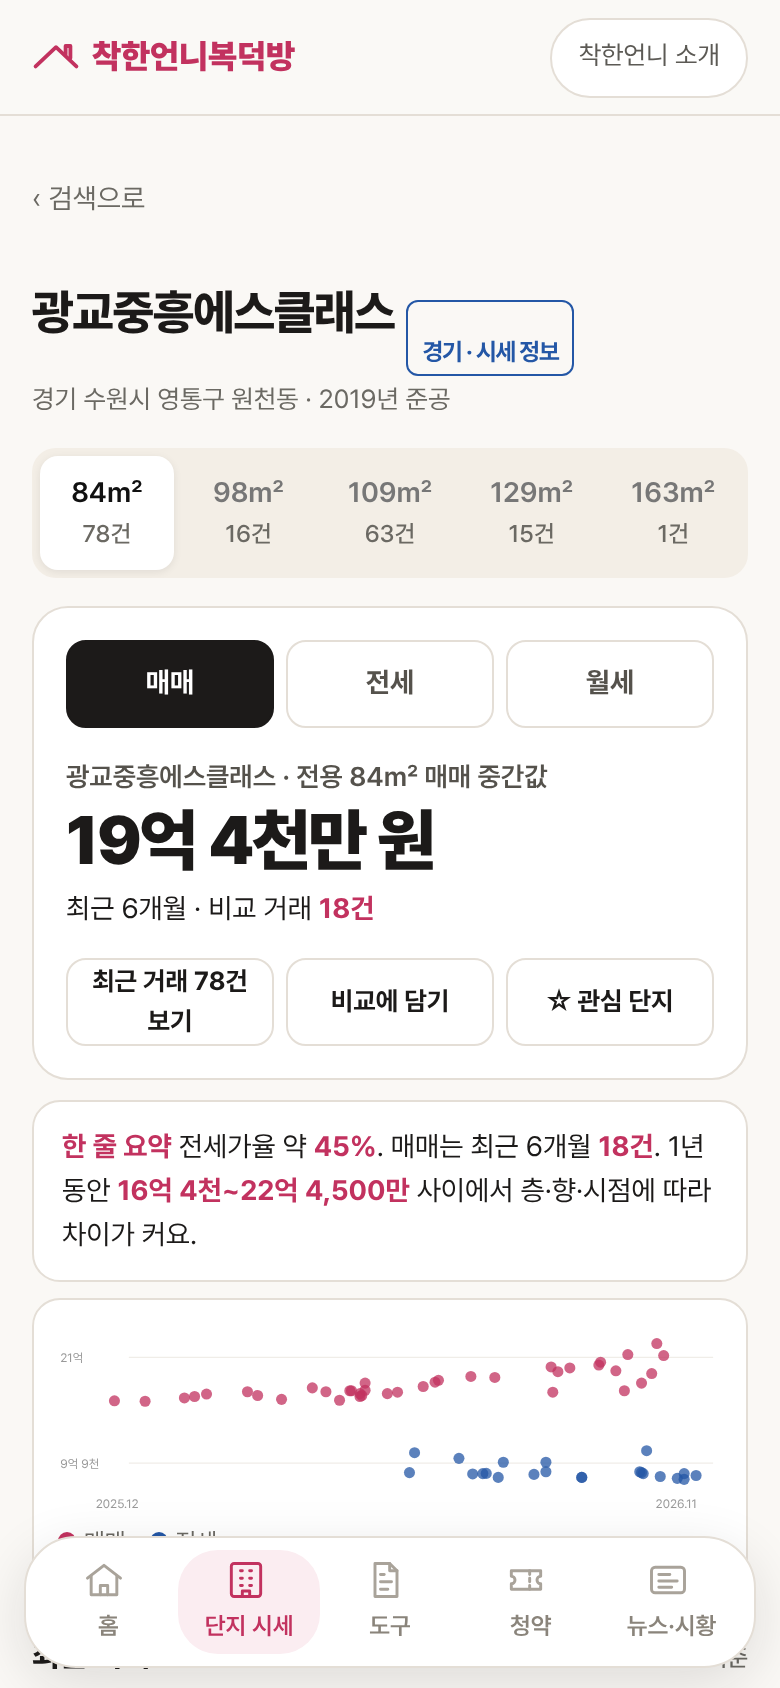 착한언니복덕방
착한언니 소개
‹ 검색으로
광교중흥에스클래스
경기 · 시세 정보
경기 수원시 영통구 원천동 · 2019년 준공
84m² 98m² 109m² 129m² 163m²
78건 16건 63건 15건 1건
매매 전세 월세
광교중흥에스클래스 · 전용 84m² 매매 중간값
19억 4천만 원
최근 6개월 · 비교 거래 18건
최근 거래 78건
보기
비교에 담기
☆ 관심 단지
한 줄 요약 전세가율 약 45%. 매매는 최근 6개월 18건. 1년
동안 16억 4천~22억 4,500만 사이에서 층·향·시점에 따라
차이가 커요.
21억
9억 9천
2025.12 2026.11
홈 단지 시세 도구 청약 뉴스·시황